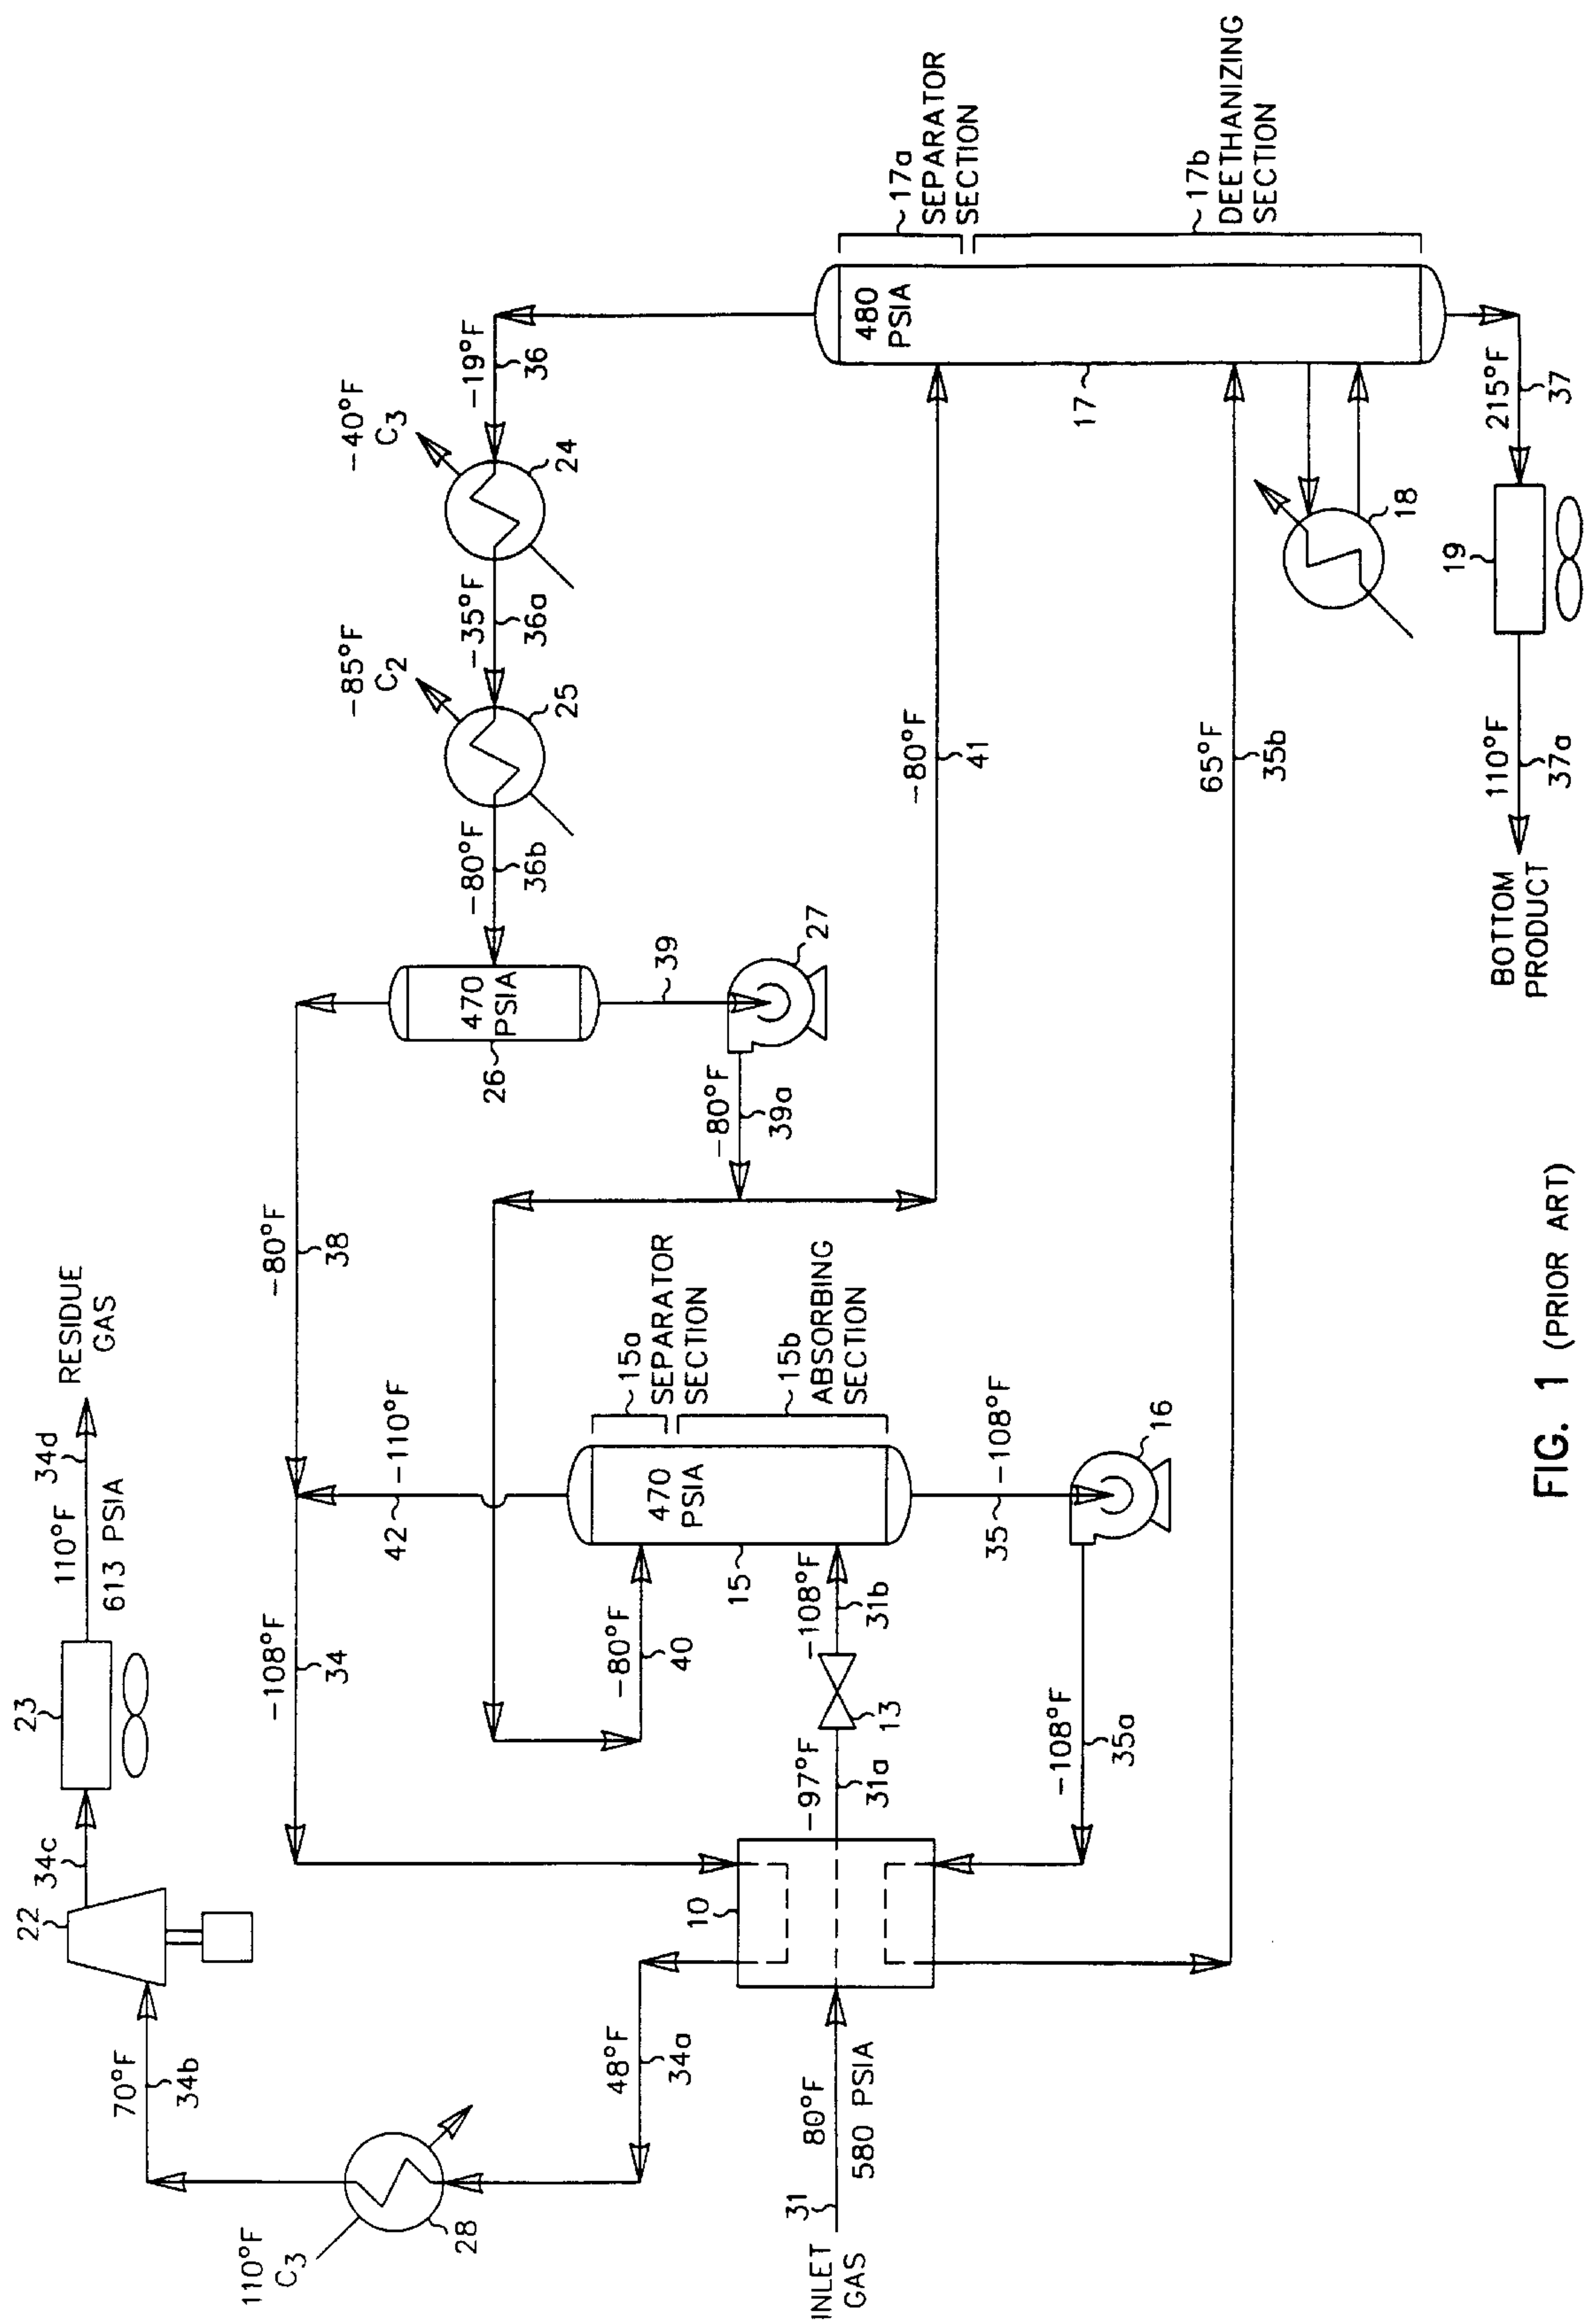 RESIDUE
GAS
34d
110°F
613 PSIA
23
34c
22
70°F
34b
110°F
C3
28
48°F
34a
INLET
GAS
31
80°F
580 PSIA
10
-108°F
34
-80°F
38
42
-110°F
15a
SEPARATOR
SECTION
15b
ABSORBING
SECTION
470
PSIA
15
-80°F
40
-97°F
31a
13
-108°F
31b
35
-108°F
16
-108°F
35a
26
470
PSIA
39
27
-80°F
39a
-80°F
36b
-85°F
C2
25
-35°F
36a
-40°F
C3
24
-19°F
36
-80°F
41
65°F
35b
480
PSIA
17
17a
SEPARATOR
SECTION
17b
DEETHANIZING
SECTION
18
215°F
37
19
110°F
37a
BOTTOM
PRODUCT
FIG. 1 (PRIOR ART)